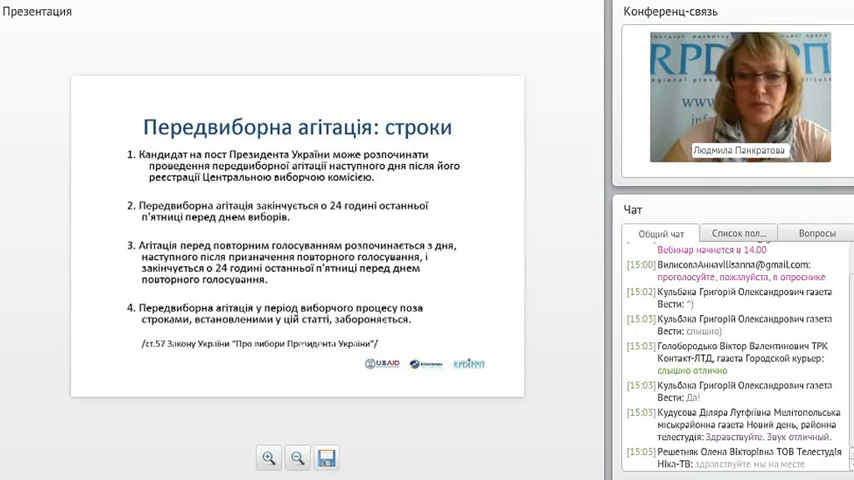 Презентация
Передвиборна агітація: строки
1. Кандидат на пост Президента України може розпочинати
проведення передвиборної агітації наступного дня після його
реєстрації Центральною виборчою комісією.
2. Передвиборна агітація закінчується о 24 годині останньої
п'ятниці перед днем виборів.
3. Агітація перед повторним голосуванням розпочинається з дня,
наступного після призначення повторного голосування, і
закінчується о 24 годині останньої п'ятниці перед днем
повторного голосування.
4. Передвиборна агітація у період виборчого процесу поза
строками, встановленими у цій статті, забороняється.
/ст.57 Закону України "Про вибори Президента України"/
USAID
Internews
Конференц-связь
www
Людмила Панкратова
Чат
Общий чат
Список пол...
Вопросы
Вебинар начнется в 14.00
[15:00] ВилисоваАннаvilisanna@gmail.com:
проголосуйте, пожалуйста, в опроснике
[15:02] Кульбака Григорій Олександрович газета
Вести: ^)
[15:03] Кульбака Григорій Олександрович газета
Вести: слышно)
[15:03] Голобородько Віктор Валентинович ТРК
Контакт-ЛТД, газета Городской курьер:
слышно отлично
[15:03] Кульбака Григорій Олександрович газета
Вести: Да!
[15:03] Кудусова Діляра Лутфіївна Мелітопольська
міськрайонна газета Новий день, районна
телестудія: Здравствуйте. Звук отличный.
[15:05] Решетняк Олена Вікторівна ТОВ Телестудія
Ніка-ТВ: здравствуйте мы на месте